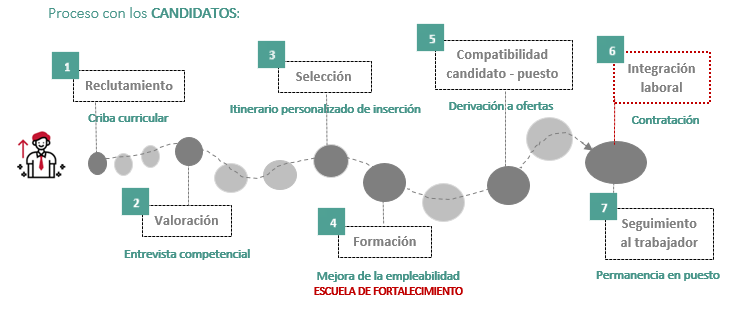 Proceso con los CANDIDATOS:
1
Reclutamiento
Criba curricular
2
Valoración
Entrevista competencial
3
Selección
Itinerario personalizado de inserción
4
Formación
Mejora de la empleabilidad
ESCUELA DE FORTALECIMIENTO
5
Compatibilidad
candidato - puesto
Derivación a ofertas
6
Integración
laboral
Contratación
7
Seguimiento
al trabajador
Permanencia en puesto